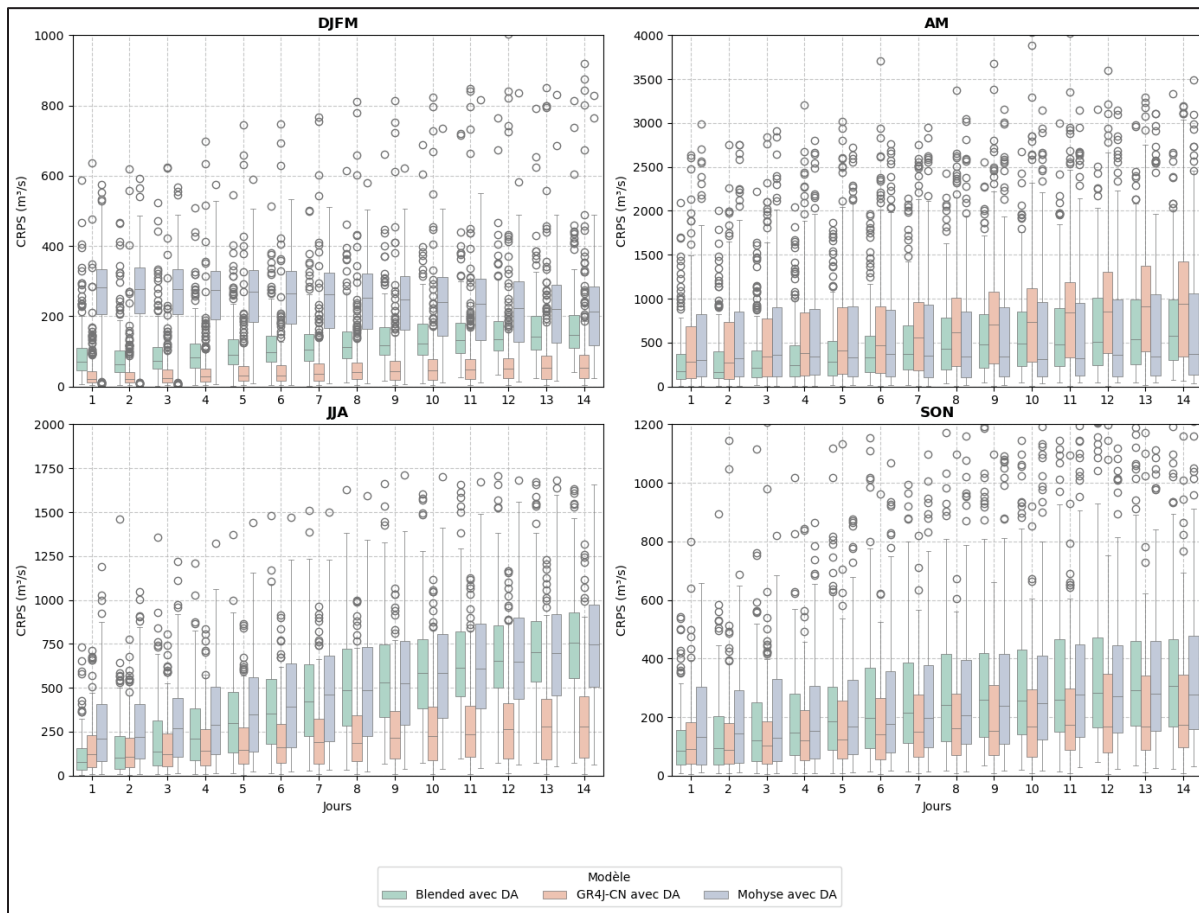 DJFM
AM
1000
800
600
400
200
0
CRPS (m³/s)
1 2 3 4 5 6 7 8 9 10 11 12 13 14
4000
3500
3000
2500
2000
1500
1000
500
0
CRPS (m³/s)
1 2 3 4 5 6 7 8 9 10 11 12 13 14
JJA
SON
2000
1750
1500
1250
1000
750
500
250
0
CRPS (m³/s)
1 2 3 4 5 6 7 8 9 10 11 12 13 14
Jours
1200
1000
800
600
400
200
0
CRPS (m³/s)
1 2 3 4 5 6 7 8 9 10 11 12 13 14
Jours
Modèle
Blended avec DA GR4J-CN avec DA Mohyse avec DA